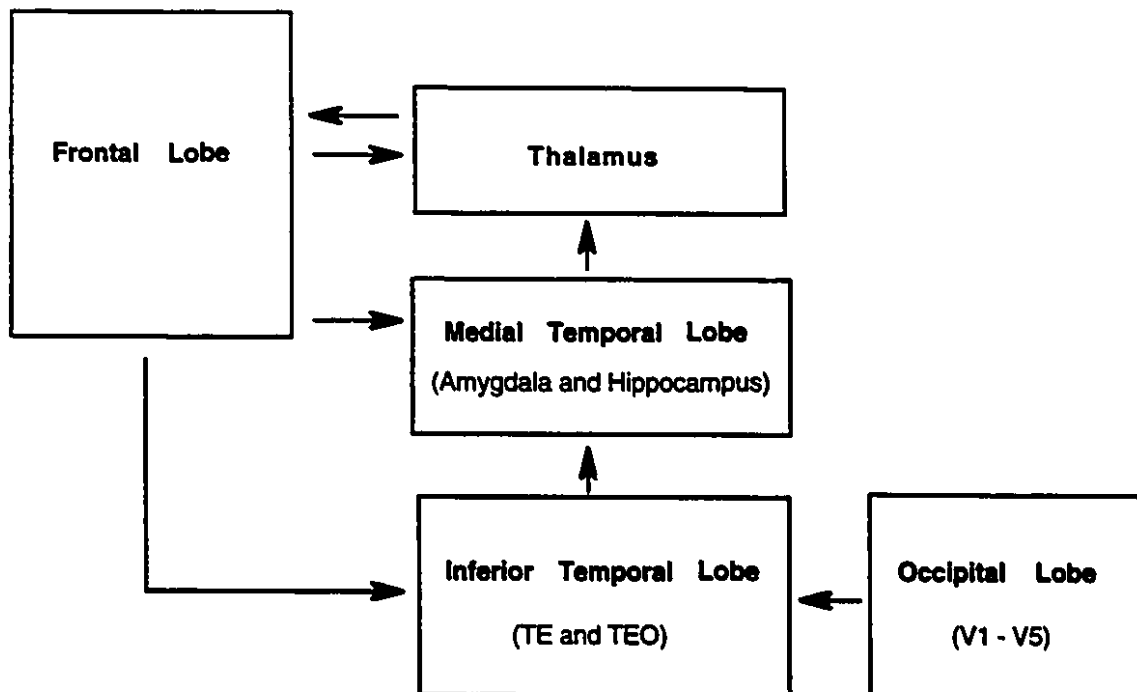 Frontal Lobe
Thalamus
Medial Temporal Lobe
(Amygdala and Hippocampus)
Inferior Temporal Lobe
(TE and TEO)
Occipital Lobe
(V1 - V5)